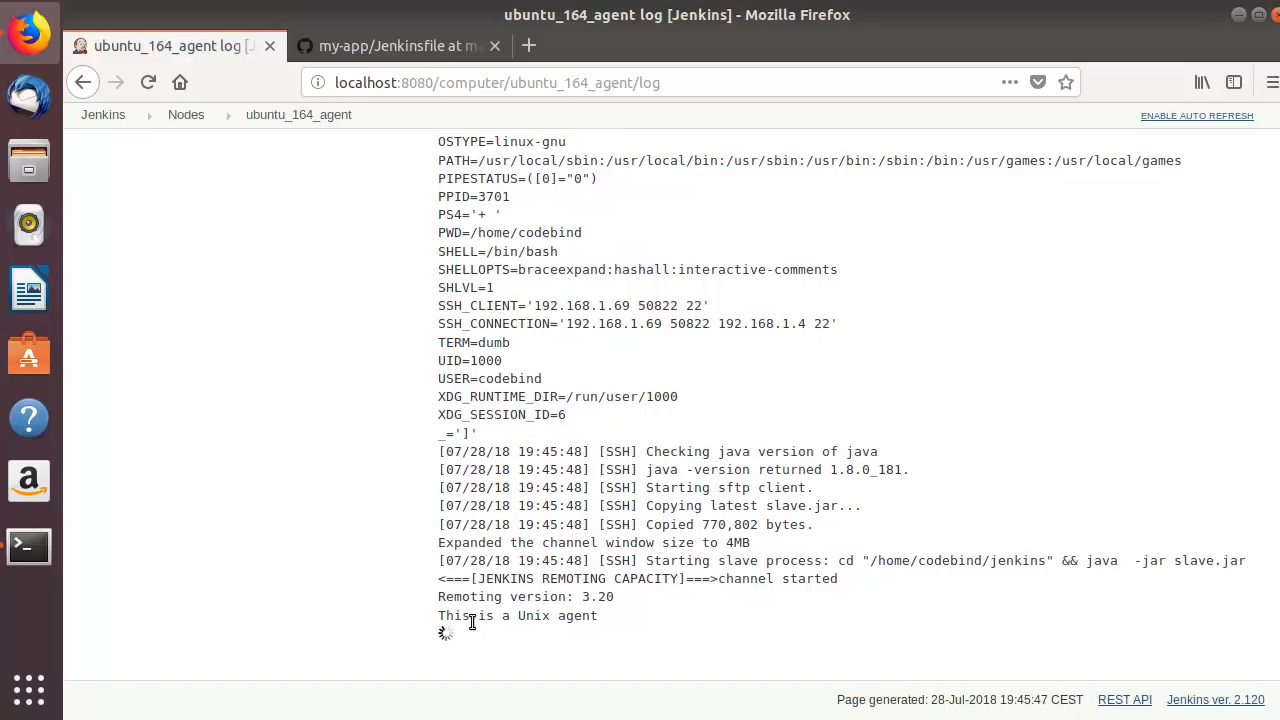 ubuntu_164_agent log [Jenkins] - Mozilla Firefox
ubuntu_164_agent log [J
my-app/Jenkinsfile at m
localhost:8080/computer/ubuntu_164_agent/log
Jenkins Nodes ubuntu_164_agent ENABLE AUTO REFRESH
OSTYPE=linux-gnu
PATH=/usr/local/sbin:/usr/local/bin:/usr/sbin:/usr/bin:/sbin:/bin:/usr/games:/usr/local/games
PIPESTATUS=([0]="0")
PPID=3701
PS4='+ '
PWD=/home/codebind
SHELL=/bin/bash
SHELLOPTS=braceexpand:hashall:interactive-comments
SHLVL=1
SSH_CLIENT='192.168.1.69 50822 22'
SSH_CONNECTION='192.168.1.69 50822 192.168.1.4 22'
TERM=dumb
UID=1000
USER=codebind
XDG_RUNTIME_DIR=/run/user/1000
XDG_SESSION_ID=6
_=']'
[07/28/18 19:45:48] [SSH] Checking java version of java
[07/28/18 19:45:48] [SSH] java -version returned 1.8.0_181.
[07/28/18 19:45:48] [SSH] Starting sftp client.
[07/28/18 19:45:48] [SSH] Copying latest slave.jar...
[07/28/18 19:45:48] [SSH] Copied 770,802 bytes.
Expanded the channel window size to 4MB
[07/28/18 19:45:48] [SSH] Starting slave process: cd "/home/codebind/jenkins" && java  -jar slave.jar
<===[JENKINS REMOTING CAPACITY]===>channel started
Remoting version: 3.20
This is a Unix agent
Page generated: 28-Jul-2018 19:45:47 CEST REST API Jenkins ver. 2.120